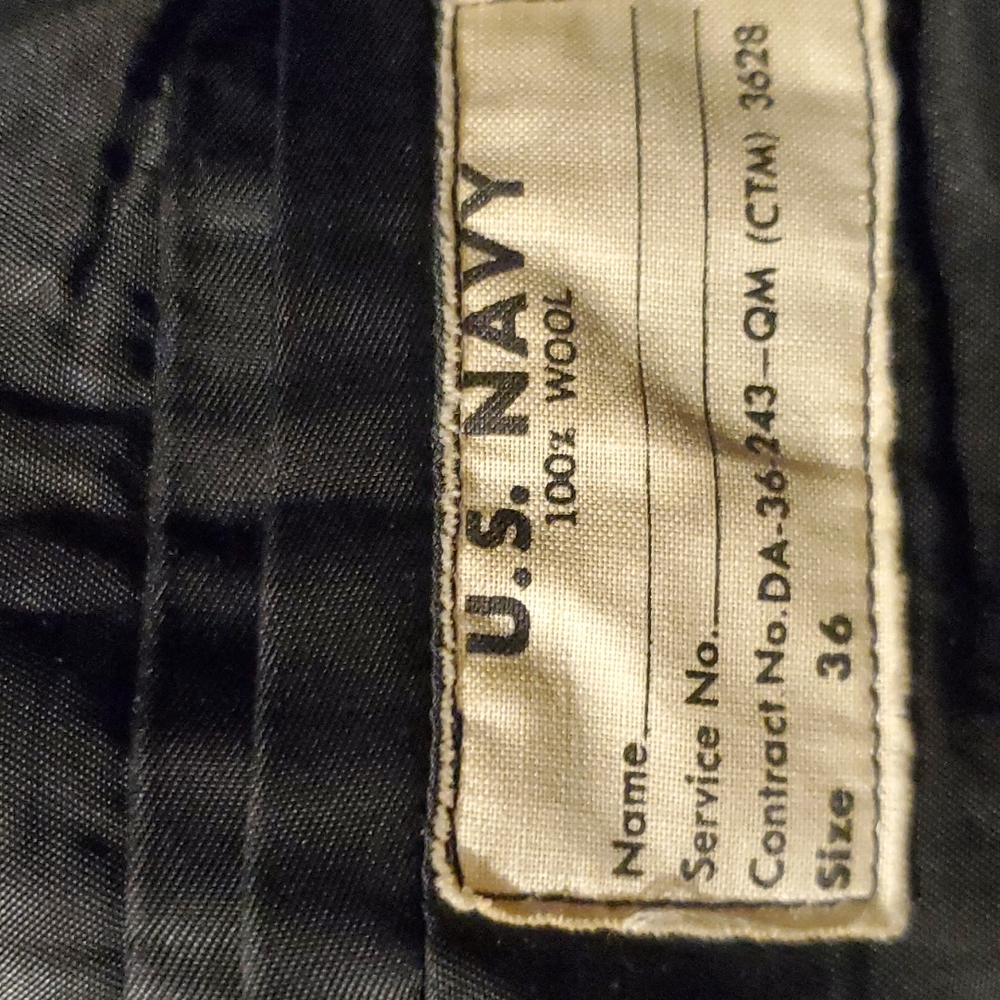 U.S. NAVY
100% WOOL
Name
Service No.
Contract No. DA-36-243-QM (CTM) 3628
Size 36